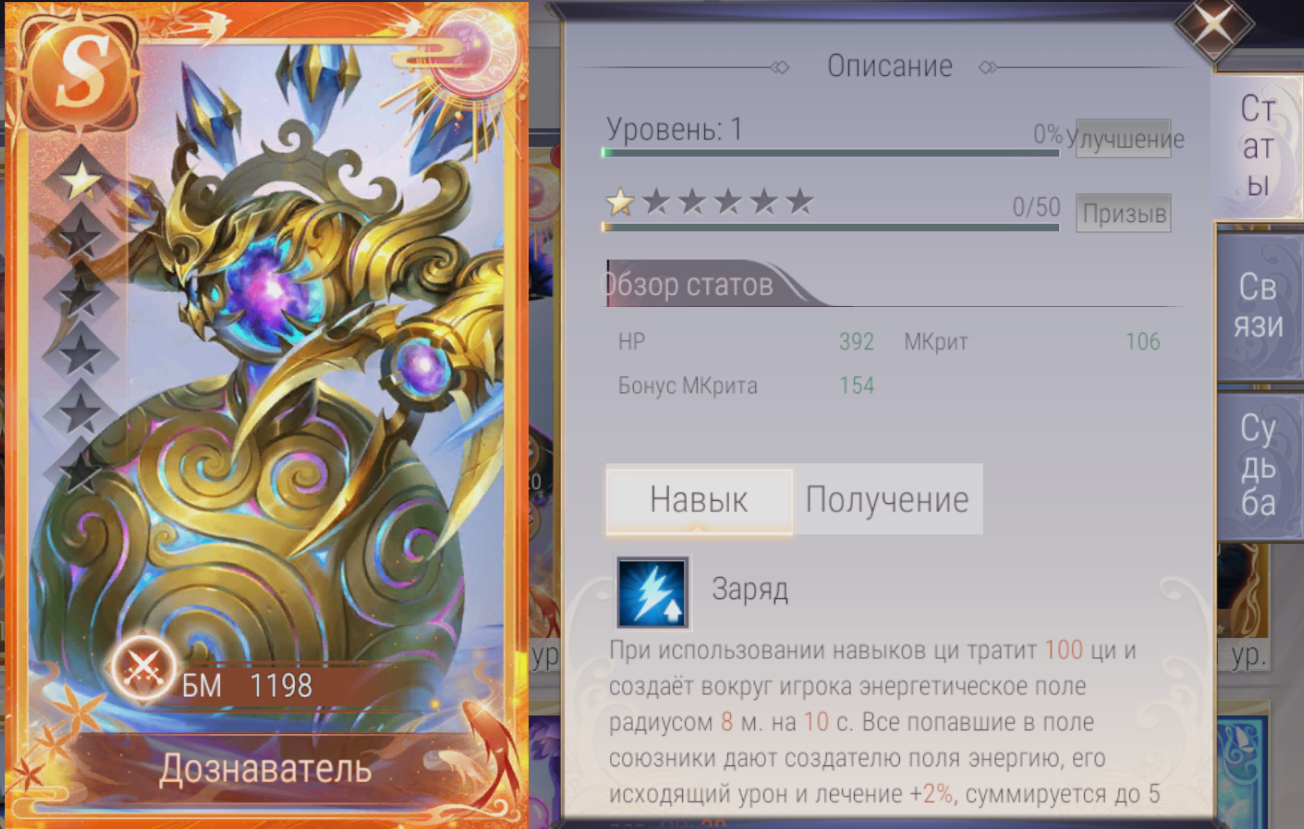 S
БМ 1198
Дознаватель
Описание
Уровень: 1
0%
Улучшение
0/50
Призыв
Обзор статов
HP 392 МКрит 106
Бонус МКрита 154
Навык Получение
Заряд
При использовании навыков ци тратит 100 ци и
создаёт вокруг игрока энергетическое поле
радиусом 8 м. на 10 с. Все попавшие в поле
союзники дают создателю поля энергию, его
исходящий урон и лечение +2%, суммируется до 5
Ст
ат
ы
Св
язи
Су
дь
ба
ур
ур.